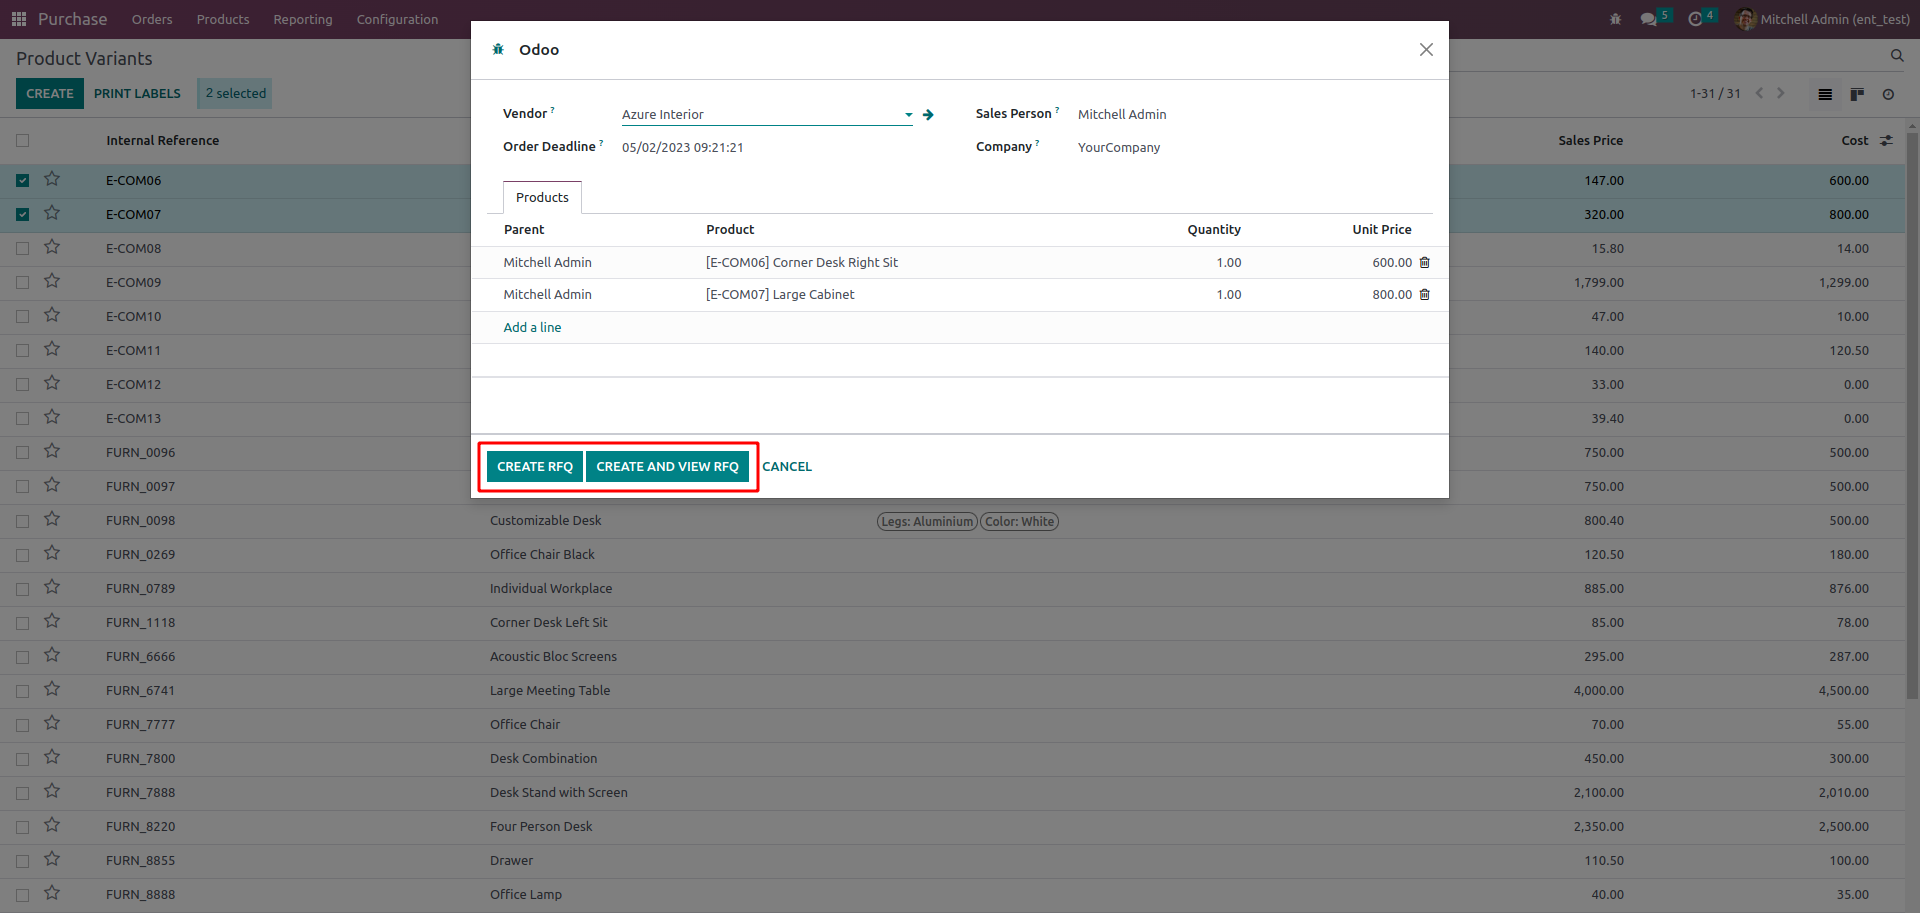 Purchase Orders Products Reporting Configuration 5 4 Mitchell Admin (ent_test)
Product Variants
CREATE PRINT LABELS 2 selected 1-31 / 31
Odoo
Vendor ? Azure Interior Sales Person ? Mitchell Admin
Order Deadline ? 05/02/2023 09:21:21 Company ? YourCompany
Products
Parent Product Quantity Unit Price
Mitchell Admin [E-COM06] Corner Desk Right Sit 1.00 600.00
Mitchell Admin [E-COM07] Large Cabinet 1.00 800.00
Add a line
CREATE RFQ CREATE AND VIEW RFQ CANCEL
Internal Reference Sales Price Cost
E-COM06 147.00 600.00
E-COM07 320.00 800.00
E-COM08 15.80 14.00
E-COM09 1,799.00 1,299.00
E-COM10 47.00 10.00
E-COM11 140.00 120.50
E-COM12 33.00 0.00
E-COM13 39.40 0.00
FURN_0096 750.00 500.00
FURN_0097 750.00 500.00
FURN_0098 Customizable Desk Legs: Aluminium Color: White 800.40 500.00
FURN_0269 Office Chair Black 120.50 180.00
FURN_0789 Individual Workplace 885.00 876.00
FURN_1118 Corner Desk Left Sit 85.00 78.00
FURN_6666 Acoustic Bloc Screens 295.00 287.00
FURN_6741 Large Meeting Table 4,000.00 4,500.00
FURN_7777 Office Chair 70.00 55.00
FURN_7800 Desk Combination 450.00 300.00
FURN_7888 Desk Stand with Screen 2,100.00 2,010.00
FURN_8220 Four Person Desk 2,350.00 2,500.00
FURN_8855 Drawer 110.50 100.00
FURN_8888 Office Lamp 40.00 35.00